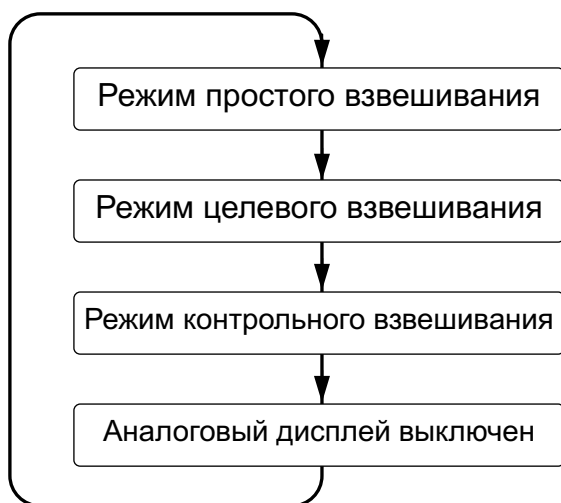 Режим простого взвешивания
Режим целевого взвешивания
Режим контрольного взвешивания
Аналоговый дисплей выключен